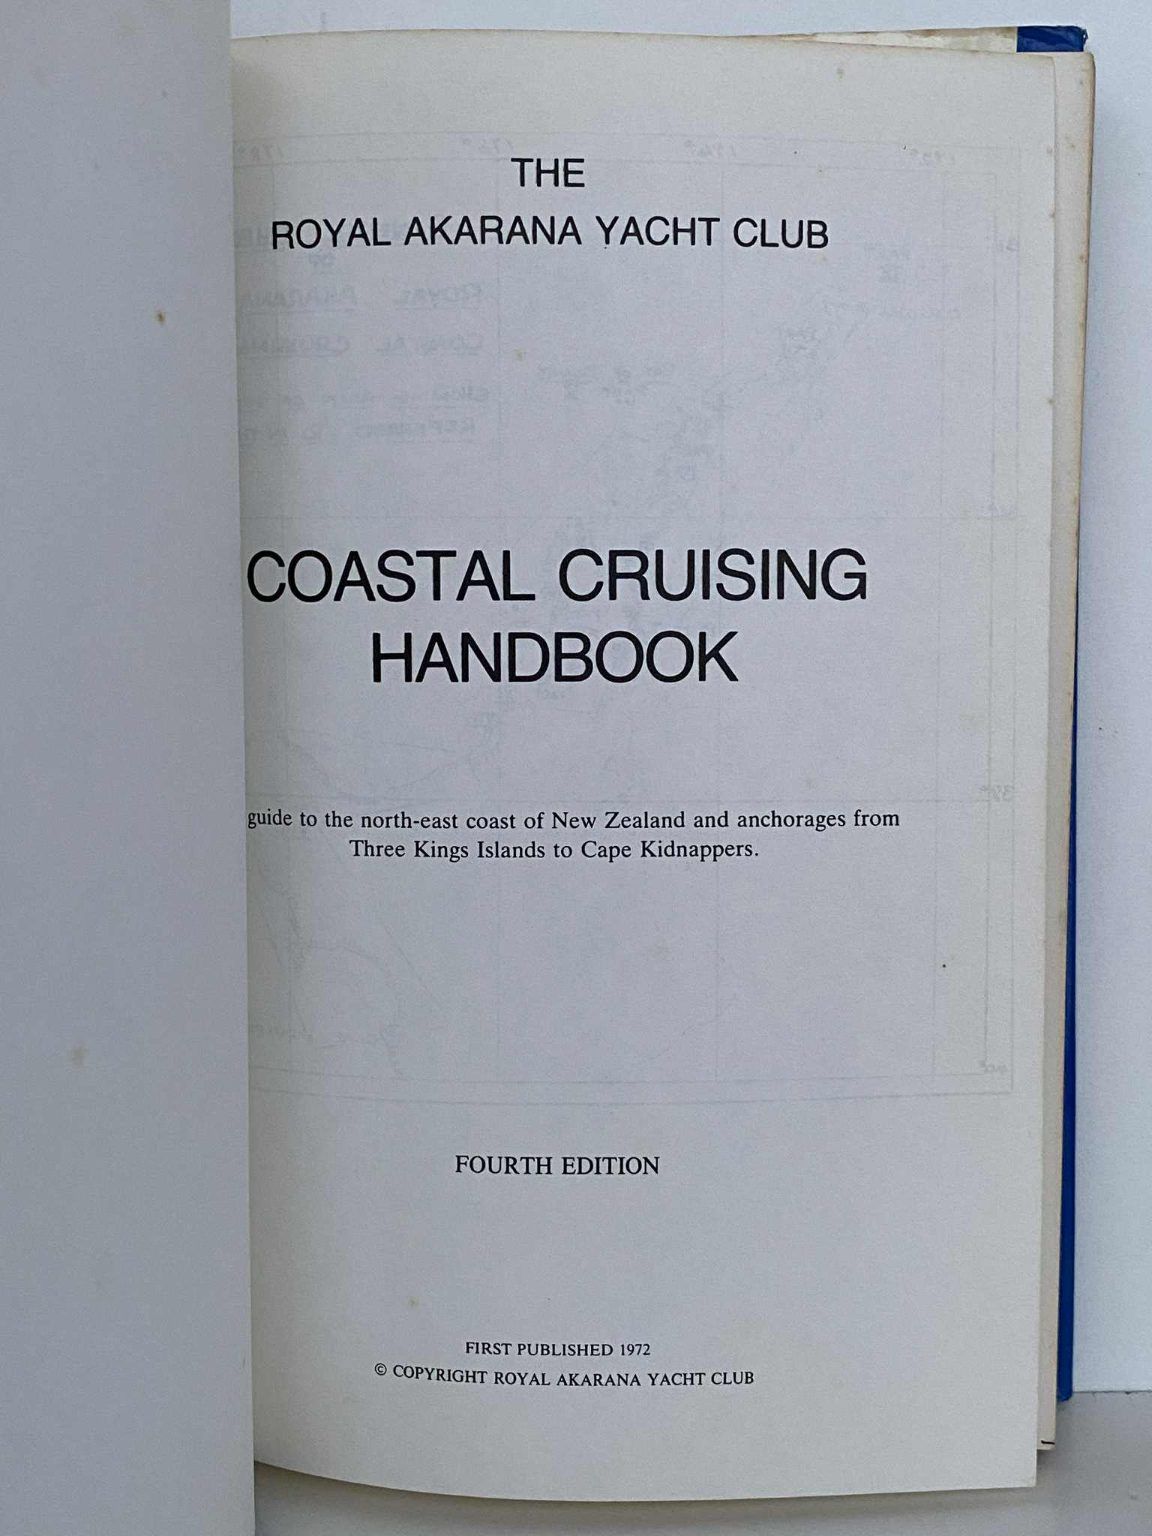 THE
ROYAL AKARANA YACHT CLUB
COASTAL CRUISING
HANDBOOK
guide to the north-east coast of New Zealand and anchorages from
Three Kings Islands to Cape Kidnappers.
FOURTH EDITION
FIRST PUBLISHED 1972
© COPYRIGHT ROYAL AKARANA YACHT CLUB